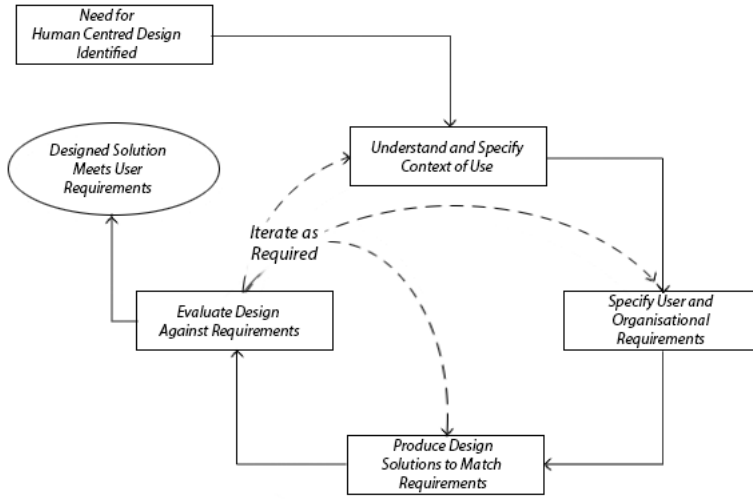 Need for
Human Centred Design
Identified
Understand and Specify
Context of Use
Designed Solution
Meets User
Requirements
Iterate as
Required
Evaluate Design
Against Requirements
Specify User and
Organisational
Requirements
Produce Design
Solutions to Match
Requirements